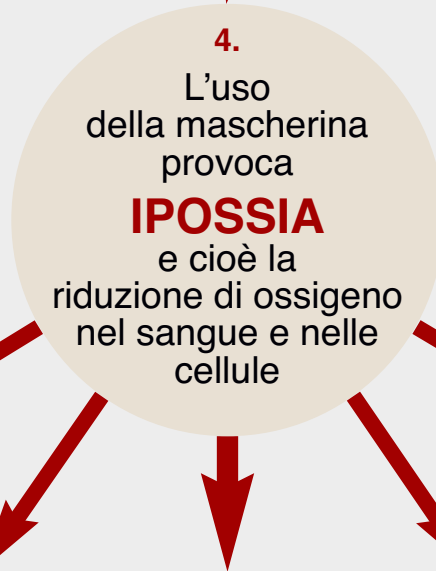 4.
L'uso
della mascherina
provoca
IPOSSIA
e cioè la
riduzione di ossigeno
nel sangue e nelle
cellule